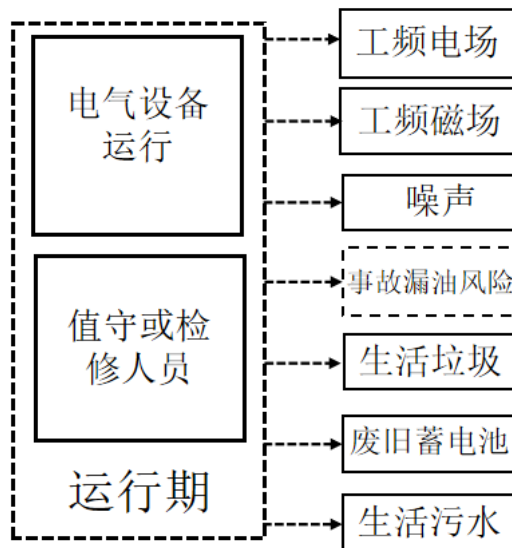 电气设备
运行
值守或检
修人员
运行期
工频电场
工频磁场
噪声
事故漏油风险
生活垃圾
废旧蓄电池
生活污水